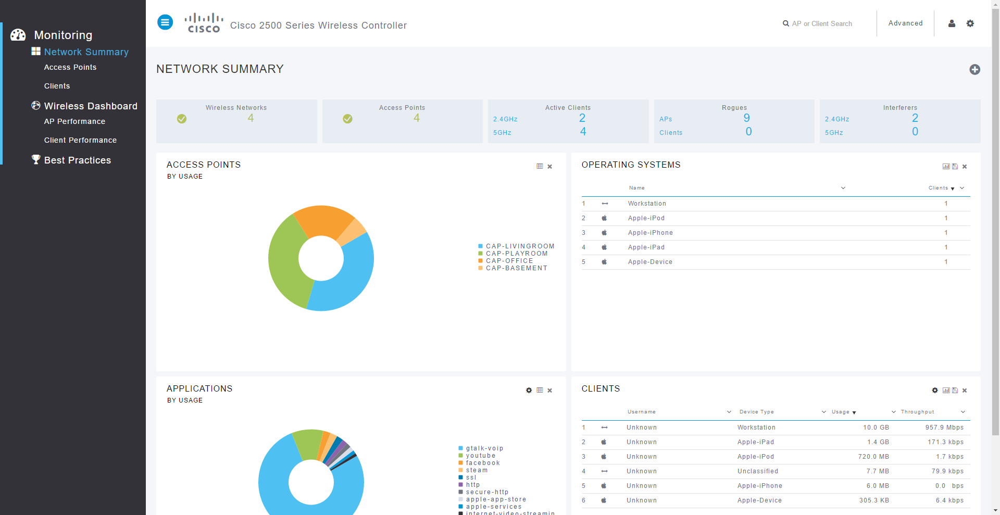 Monitoring
Network Summary
Access Points
Clients
Wireless Dashboard
AP Performance
Client Performance
Best Practices
CISCO
Cisco 2500 Series Wireless Controller
AP or Client Search
Advanced
NETWORK SUMMARY
Wireless Networks
4
Access Points
4
Active Clients
2.4GHz 2
5GHz 4
Rogues
APs 9
Clients 0
Interferers
2.4GHz 2
5GHz 0
ACCESS POINTS
BY USAGE
CAP-LIVINGROOM
CAP-PLAYROOM
CAP-OFFICE
CAP-BASEMENT
OPERATING SYSTEMS
Name Clients
1 Workstation 1
2 Apple-iPod 1
3 Apple-iPhone 1
4 Apple-iPad 1
5 Apple-Device 1
APPLICATIONS
BY USAGE
gtalk-voip
youtube
facebook
steam
ssl
http
secure-http
apple-app-store
apple-services
internet-video-streamin
CLIENTS
Username Device Type Usage Throughput
1 Unknown Workstation 10.0 GB 957.9 Mbps
2 Unknown Apple-iPad 1.4 GB 171.3 kbps
3 Unknown Apple-iPod 720.0 MB 1.7 kbps
4 Unknown Unclassified 7.7 MB 79.9 kbps
5 Unknown Apple-iPhone 6.0 MB 0.0 bps
6 Unknown Apple-Device 305.3 KB 6.4 kbps